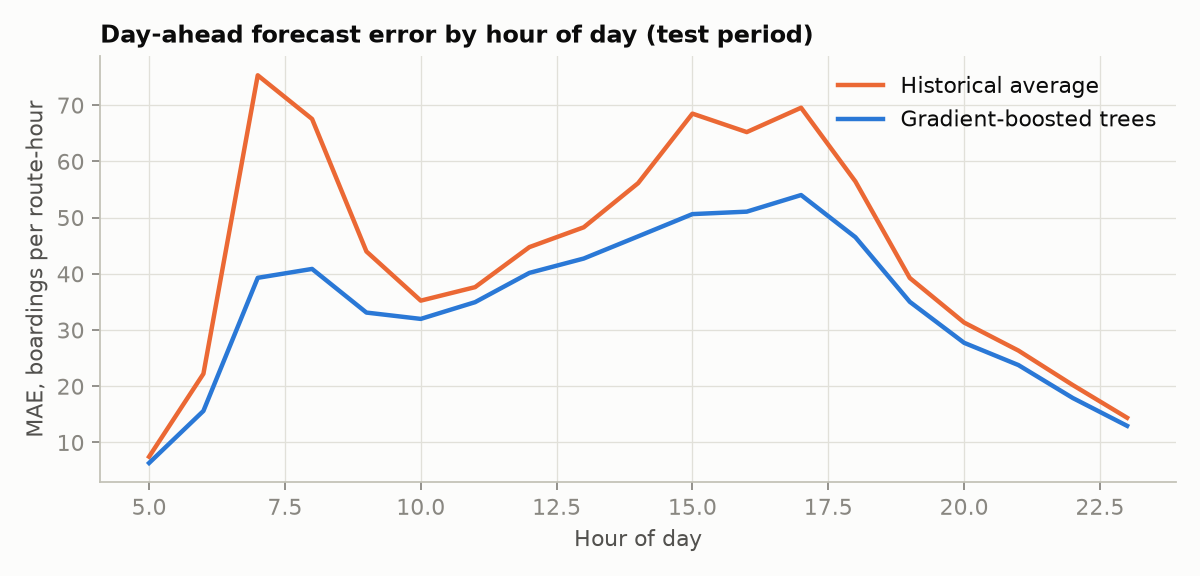 Day-ahead forecast error by hour of day (test period)
Historical average
Gradient-boosted trees
MAE, boardings per route-hour
70
60
50
40
30
20
10
5.0 7.5 10.0 12.5 15.0 17.5 20.0 22.5
Hour of day